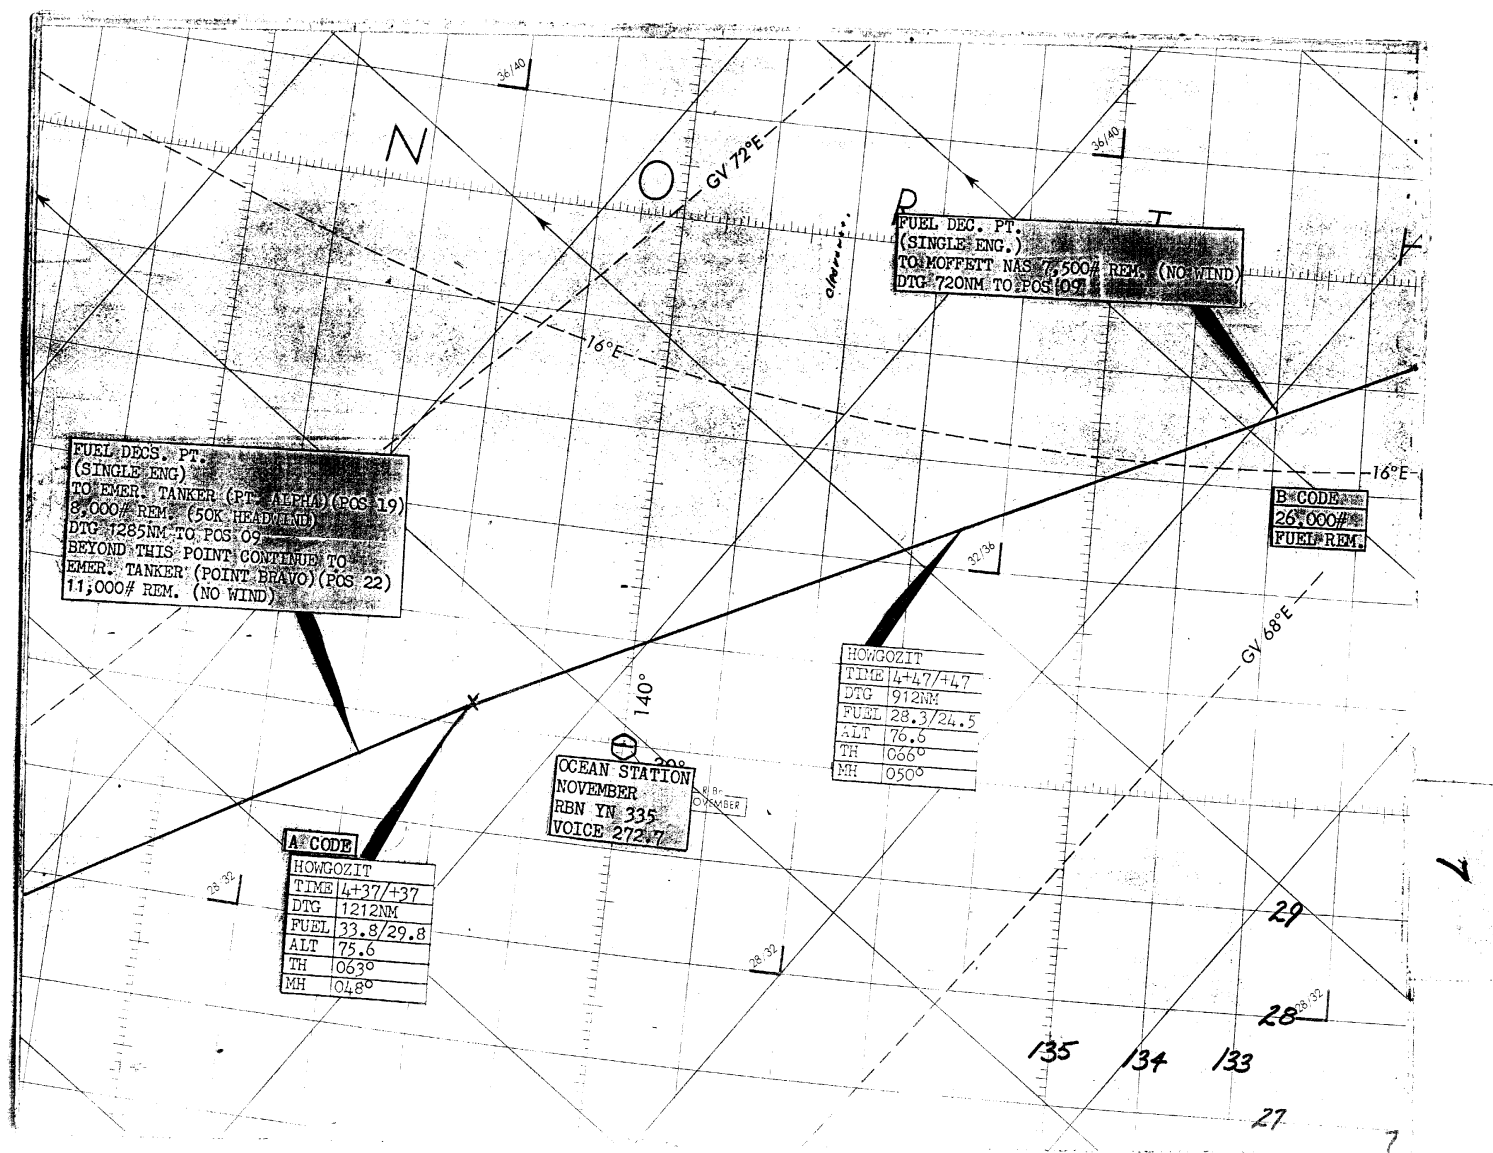 36/40
N
O
GV 72°E
36/40
R
I
FUEL DEC. PT.
(SINGLE ENG.)
TO MOFFETT NAS 7,500# REM. (NO WIND)
DTG 720NM TO POS 09
16°E
16°E
FUEL DECS. PT.
(SINGLE ENG)
TO EMER. TANKER (PT. ALPHA)(POS 19)
8,000# REM. (50K HEADWIND)
DTG 1285NM TO POS 09
BEYOND THIS POINT CONTINUE TO
EMER. TANKER (POINT BRAVO)(POS 22)
11,000# REM. (NO WIND)
B CODE
26,000#
FUEL REM.
32/36
GV 68°E
HOWGOZIT
TIME 4+47/+47
DTG 912NM
FUEL 28.3/24.5
ALT 76.6
TH 066°
MH 050°
140°
30°
OCEAN STATION
NOVEMBER
RBN YN 335
VOICE 272.7
A CODE
HOWGOZIT
TIME 4+37/+37
DTG 1212NM
FUEL 33.8/29.8
ALT 75.6
TH 063°
MH 048°
28/32
28/32
29
28
28/32
135 134 133
27
7